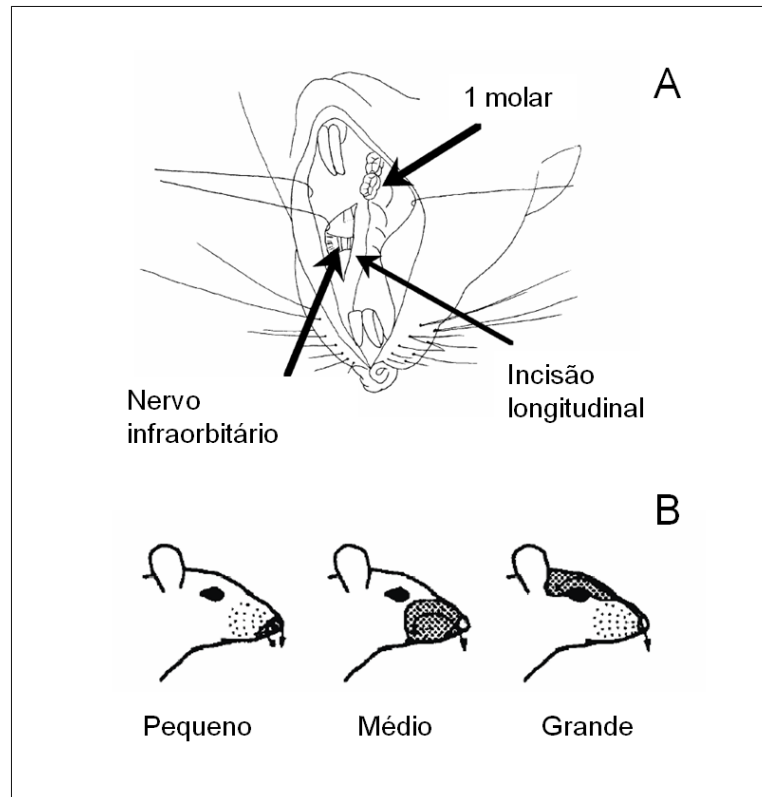 A
1 molar
Nervo
infraorbitário
Incisão
longitudinal
B
Pequeno
Médio
Grande